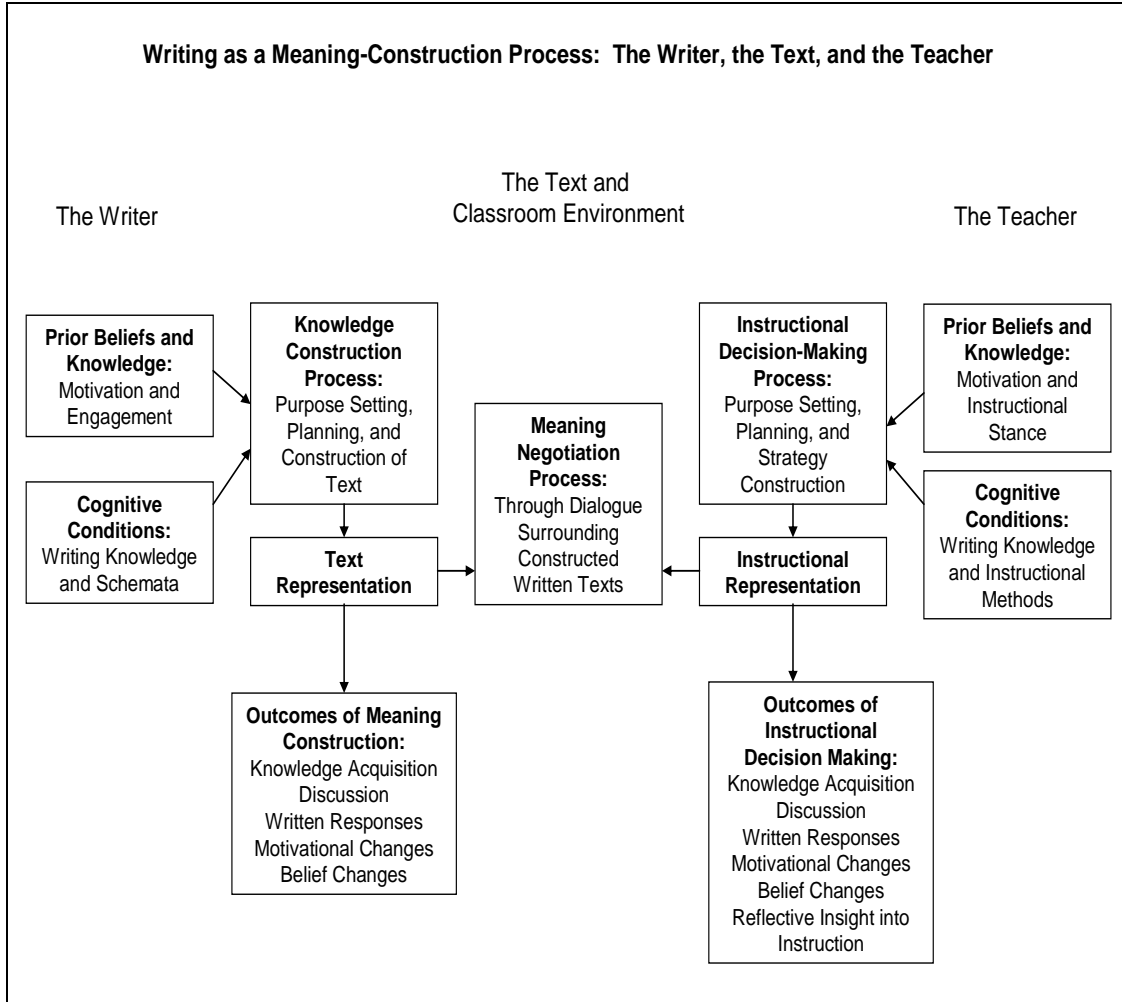 Writing as a Meaning-Construction Process: The Writer, the Text, and the Teacher
The Writer
The Text and
Classroom Environment
The Teacher
Prior Beliefs and
Knowledge:
Motivation and
Engagement
Cognitive
Conditions:
Writing Knowledge
and Schemata
Knowledge
Construction
Process:
Purpose Setting,
Planning, and
Construction of
Text
Text
Representation
Outcomes of Meaning
Construction:
Knowledge Acquisition
Discussion
Written Responses
Motivational Changes
Belief Changes
Meaning
Negotiation
Process:
Through Dialogue
Surrounding
Constructed
Written Texts
Instructional
Decision-Making
Process:
Purpose Setting,
Planning, and
Strategy
Construction
Instructional
Representation
Outcomes of
Instructional
Decision Making:
Knowledge Acquisition
Discussion
Written Responses
Motivational Changes
Belief Changes
Reflective Insight into
Instruction
Prior Beliefs and
Knowledge:
Motivation and
Instructional
Stance
Cognitive
Conditions:
Writing Knowledge
and Instructional
Methods